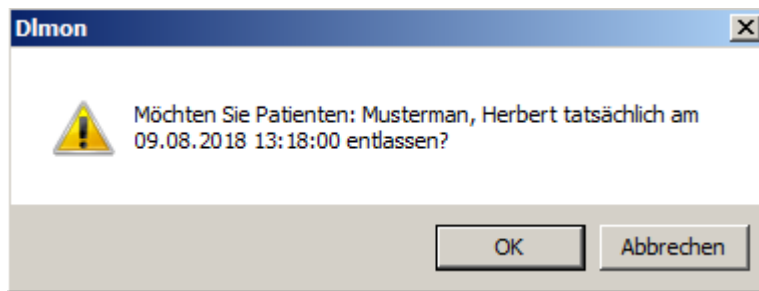 Dlmon
Möchten Sie Patienten: Musterman, Herbert tatsächlich am
09.08.2018 13:18:00 entlassen?
OK
Abbrechen